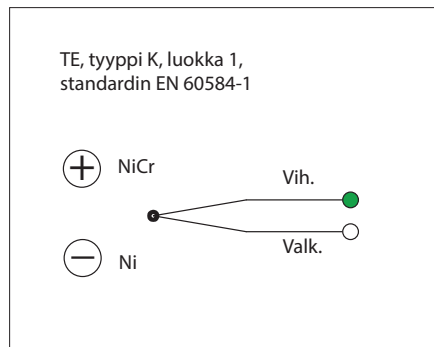 TE, tyyppi K, luokka 1,
standardin EN 60584-1
+ NiCr
Vih.
Valk.
− Ni